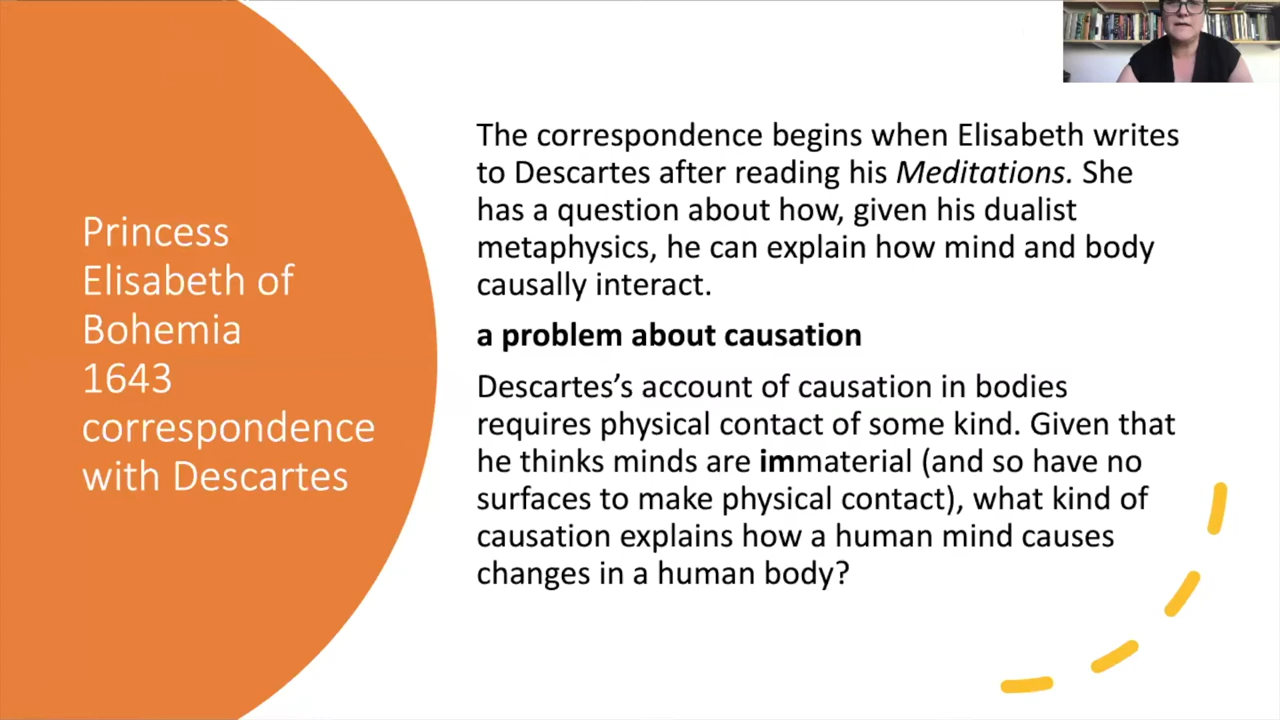 Princess
Elisabeth of
Bohemia
1643
correspondence
with Descartes
The correspondence begins when Elisabeth writes
to Descartes after reading his Meditations. She
has a question about how, given his dualist
metaphysics, he can explain how mind and body
causally interact.
a problem about causation
Descartes’s account of causation in bodies
requires physical contact of some kind. Given that
he thinks minds are immaterial (and so have no
surfaces to make physical contact), what kind of
causation explains how a human mind causes
changes in a human body?